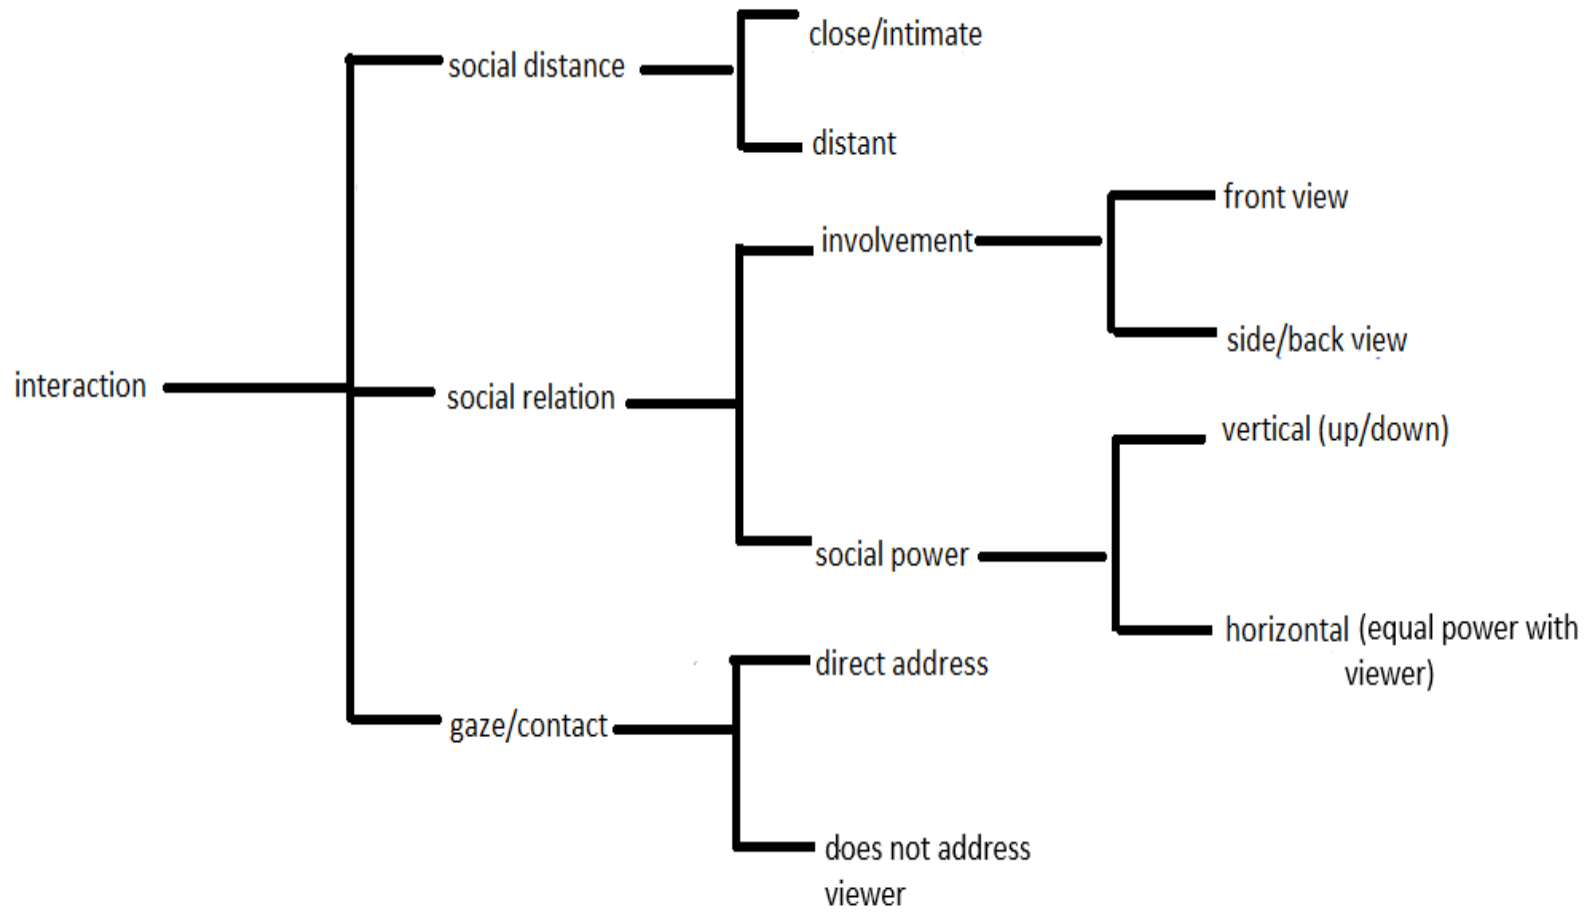 close/intimate
social distance
distant
front view
involvement
side/back view
interaction
social relation
vertical (up/down)
social power
horizontal (equal power with
viewer)
direct address
gaze/contact
does not address
viewer